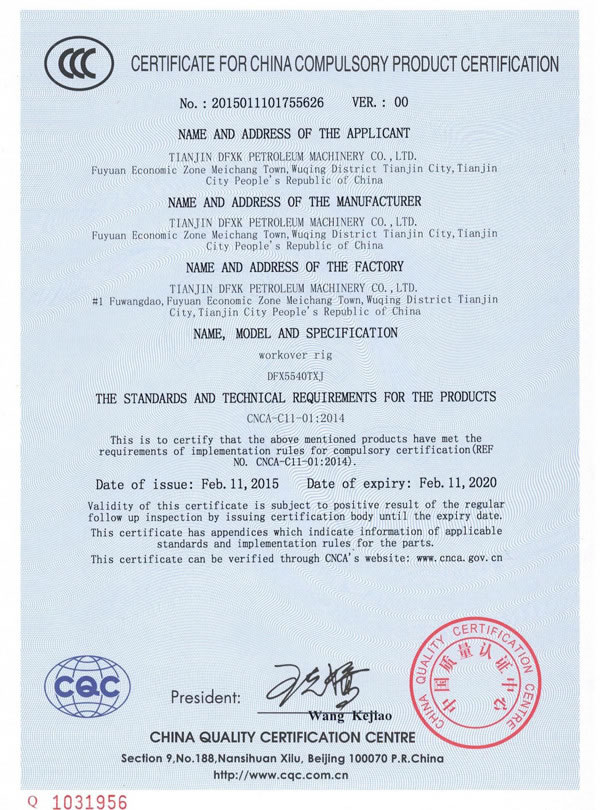 CCC
CERTIFICATE FOR CHINA COMPULSORY PRODUCT CERTIFICATION
No. : 2015011101755626 VER. : 00
NAME AND ADDRESS OF THE APPLICANT
TIANJIN DFXK PETROLEUM MACHINERY CO.,LTD.
Fuyuan Economic Zone Meichang Town,Wuqing District Tianjin City,Tianjin
City People's Republic of China
NAME AND ADDRESS OF THE MANUFACTURER
TIANJIN DFXK PETROLEUM MACHINERY CO.,LTD.
Fuyuan Economic Zone Meichang Town,Wuqing District Tianjin City,Tianjin
City People's Republic of China
NAME AND ADDRESS OF THE FACTORY
TIANJIN DFXK PETROLEUM MACHINERY CO.,LTD.
#1 Fuwangdao,Fuyuan Economic Zone Meichang Town,Wuqing District Tianjin
City,Tianjin City People's Republic of China
NAME, MODEL AND SPECIFICATION
workover rig
DFX5540TXJ
THE STANDARDS AND TECHNICAL REQUIREMENTS FOR THE PRODUCTS
CNCA-C11-01:2014
This is to certify that the above mentioned products have met the
requirements of implementation rules for compulsory certification(REF
NO. CNCA-C11-01:2014).
Date of issue: Feb.11,2015 Date of expiry: Feb.11,2020
Validity of this certificate is subject to positive result of the regular
follow up inspection by issuing certification body until the expiry date.
This certificate has appendices which indicate information of applicable
standards and implementation rules for the parts.
This certificate can be verified through CNCA's website: www.cnca.gov.cn
CHINA QUALITY CERTIFICATION CENTRE
中国质量认证中心
CQC
President:
Wang Kejiao
CHINA QUALITY CERTIFICATION CENTRE
Section 9,No.188,Nansihuan Xilu, Beijing 100070 P.R.China
http://www.cqc.com.cn
Q 1031956